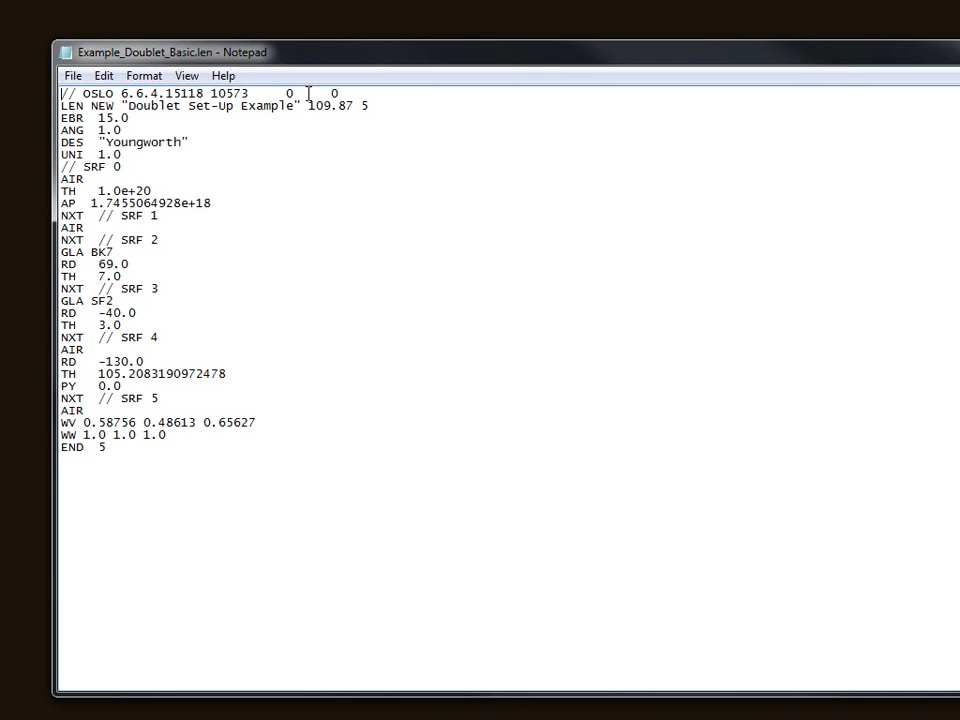 Example_Doublet_Basic.len - Notepad
File Edit Format View Help
// OSLO 6.6.4.15118 10573 0 0
LEN NEW "Doublet Set-Up Example" 109.87 5
EBR 15.0
ANG 1.0
DES "Youngworth"
UNI 1.0
// SRF 0
AIR
TH 1.0e+20
AP 1.7455064928e+18
NXT // SRF 1
AIR
NXT // SRF 2
GLA BK7
RD 69.0
TH 7.0
NXT // SRF 3
GLA SF2
RD -40.0
TH 3.0
NXT // SRF 4
AIR
RD -130.0
TH 105.2083190972478
PY 0.0
NXT // SRF 5
AIR
WV 0.58756 0.48613 0.65627
WW 1.0 1.0 1.0
END 5